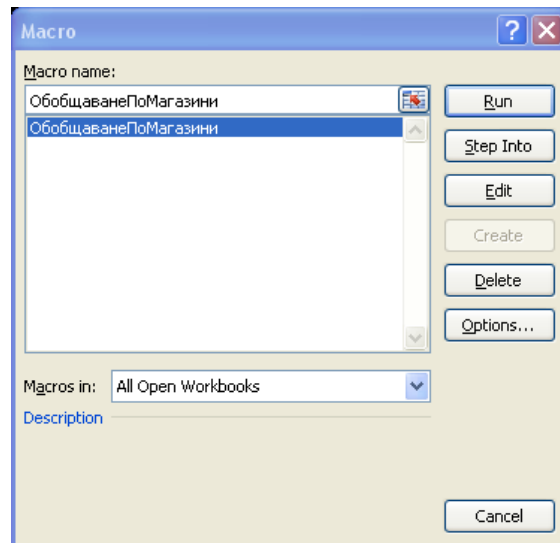 Macro
Macro name:
ОбобщаванеПоМагазини
ОбобщаванеПоМагазини
Run
Step Into
Edit
Create
Delete
Options...
Macros in: All Open Workbooks
Description
Cancel